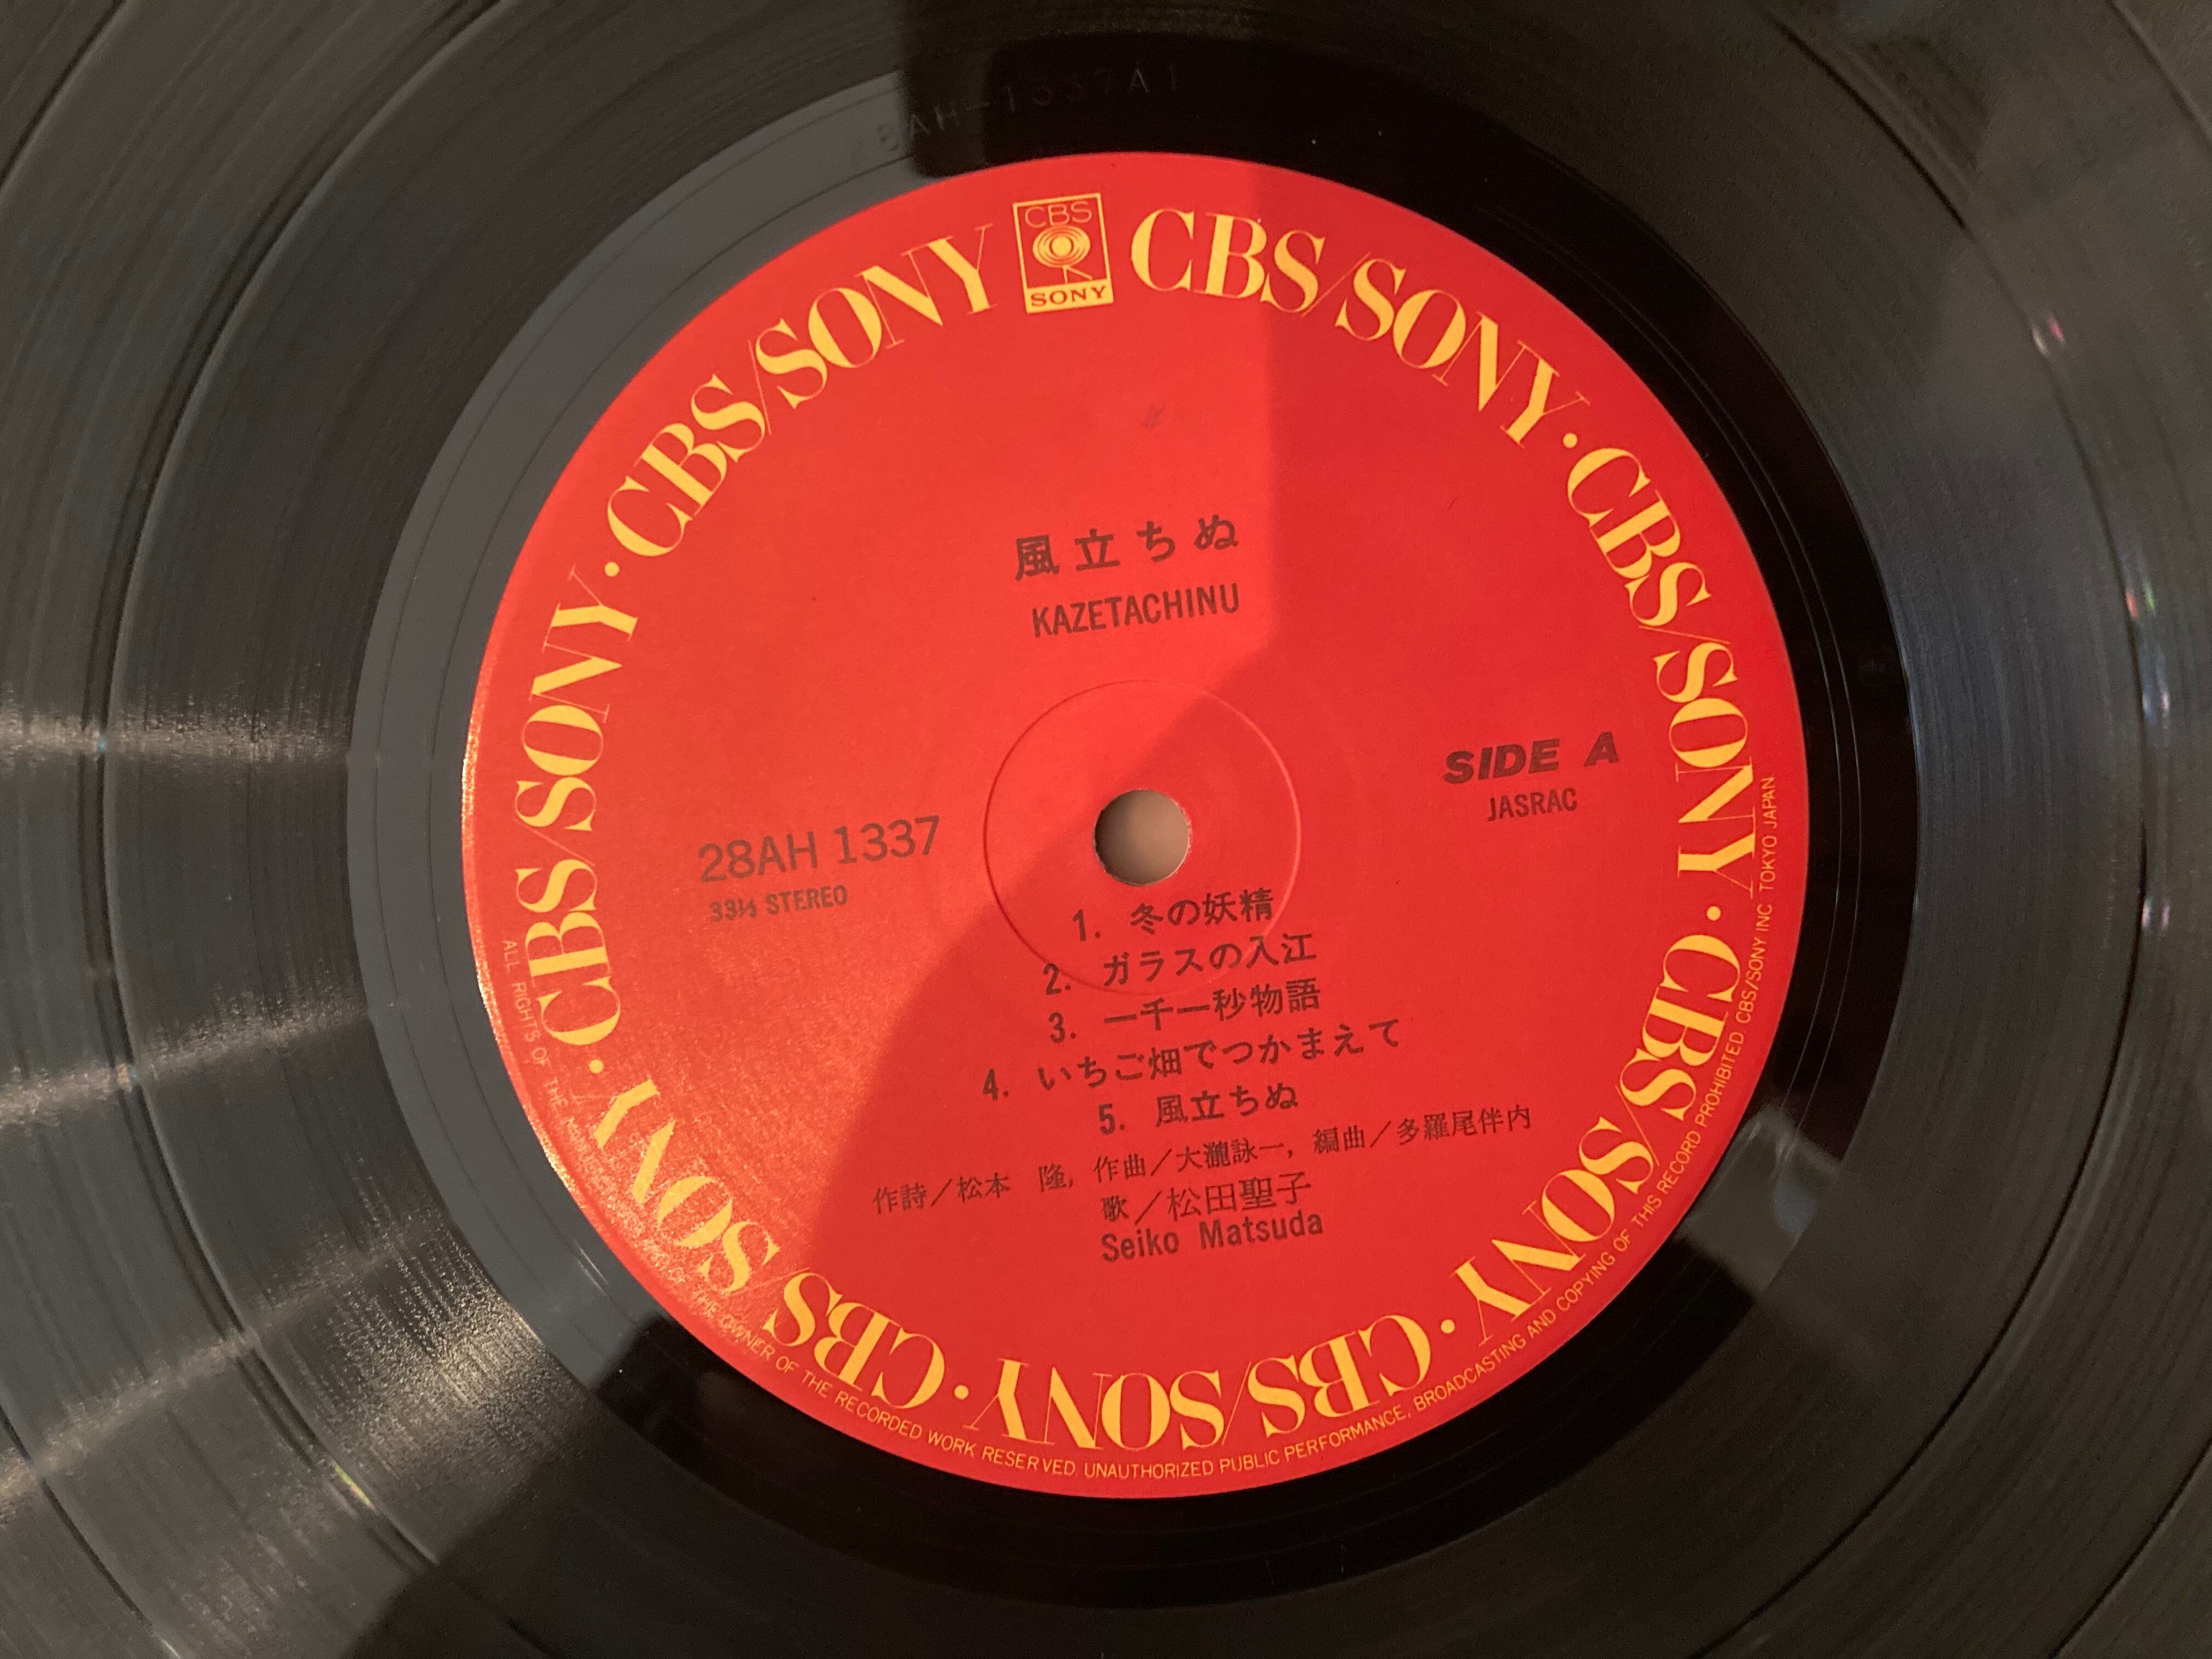 28AH-1337A1
CBS
SONY
CBS/SONY · CBS/SONY · CBS/SONY · CBS/SONY · CBS/SONY · CBS/SONY · CBS/SONY · CBS/SONY
風立ちぬ
KAZETACHINU
SIDE A
JASRAC
28AH 1337
33⅓ STEREO
1. 冬の妖精
2. ガラスの入江
3. 一千一秒物語
4. いちご畑でつかまえて
5. 風立ちぬ
作詩／松本 隆, 作曲／大瀧詠一, 編曲／多羅尾伴内
歌／松田聖子
Seiko Matsuda
ALL RIGHTS OF THE OWNER OF THE RECORDED WORK RESERVED. UNAUTHORIZED PUBLIC PERFORMANCE, BROADCASTING AND COPYING OF THIS RECORD PROHIBITED CBS/SONY INC TOKYO JAPAN